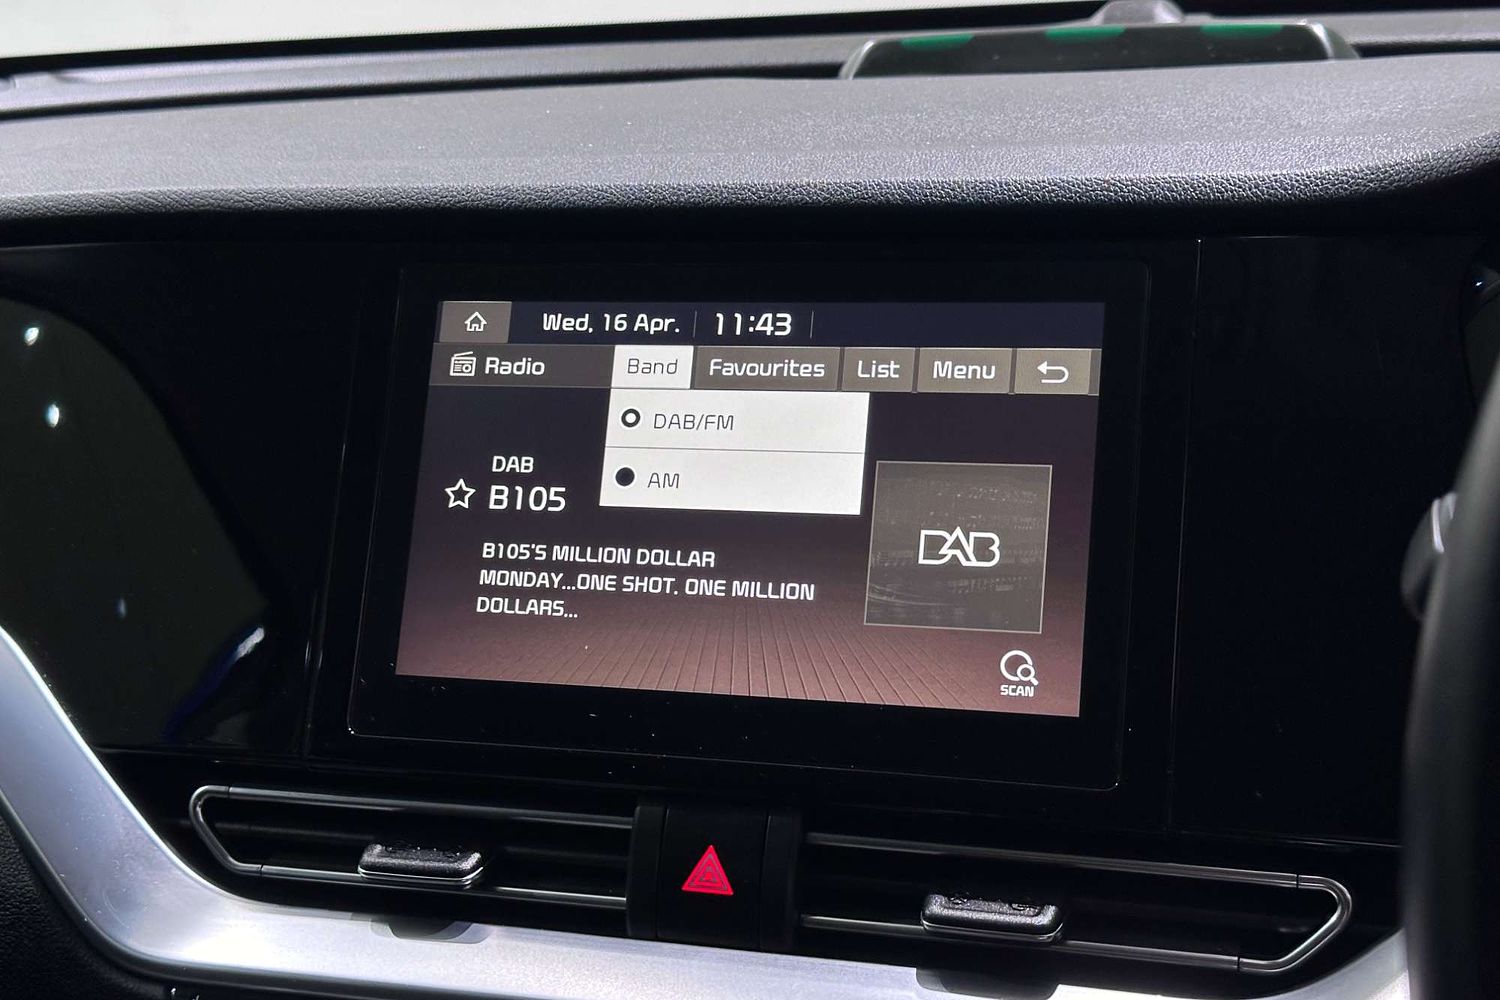 Wed, 16 Apr. 11:43
Radio Band Favourites List Menu
DAB/FM
AM
DAB
B105
B105'S MILLION DOLLAR
MONDAY...ONE SHOT. ONE MILLION
DOLLARS...
DAB
SCAN